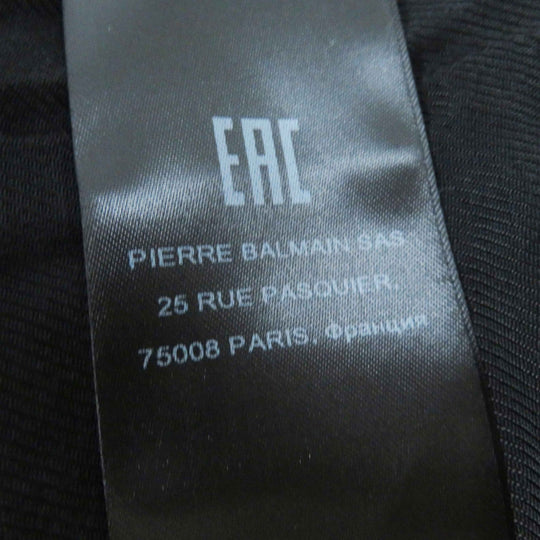 EAC
PIERRE BALMAIN SAS
25 RUE PASQUIER,
75008 PARIS, Франция